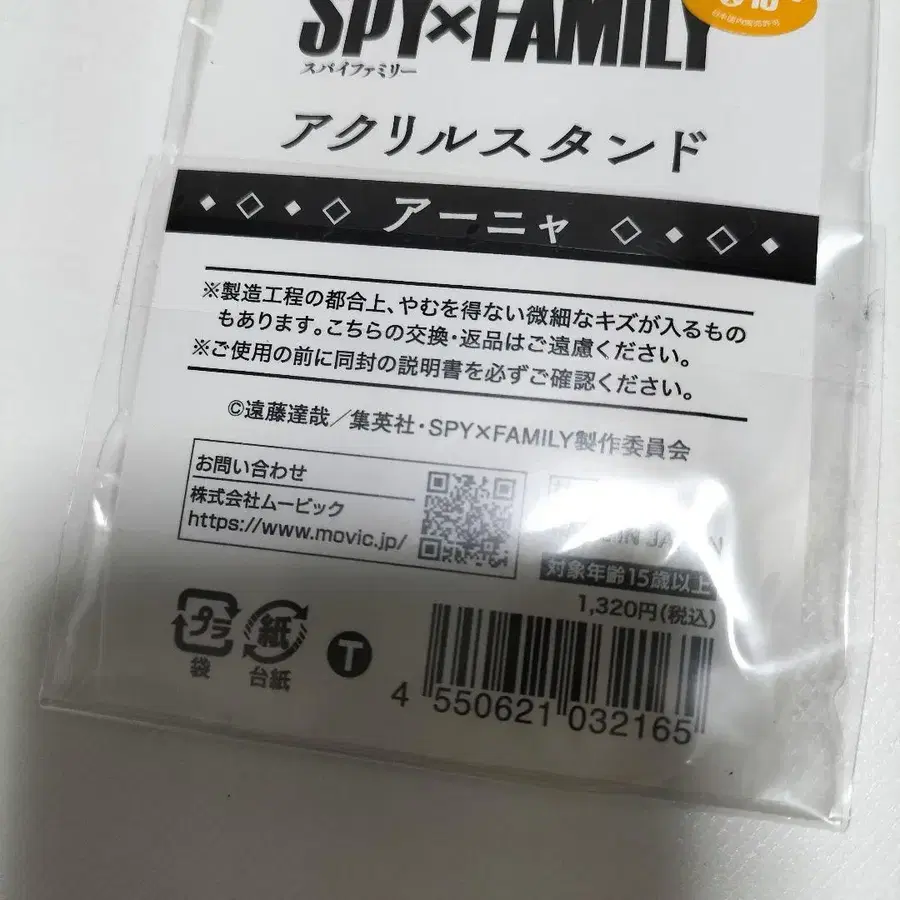 SPY×FAMILY
スパイファミリー
アクリルスタンド
アーニャ
※製造工程の都合上、やむを得ない微細なキズが入るもの
もあります。こちらの交換・返品はご遠慮ください。
※ご使用の前に同封の説明書を必ずご確認ください。
©遠藤達哉／集英社・SPY×FAMILY製作委員会
お問い合わせ
株式会社ムービック
https://www.movic.jp/
IN JAPAN
対象年齢15歳以上
1,320円(税込)
プラ
袋
紙
台紙
T
4 550621 032165